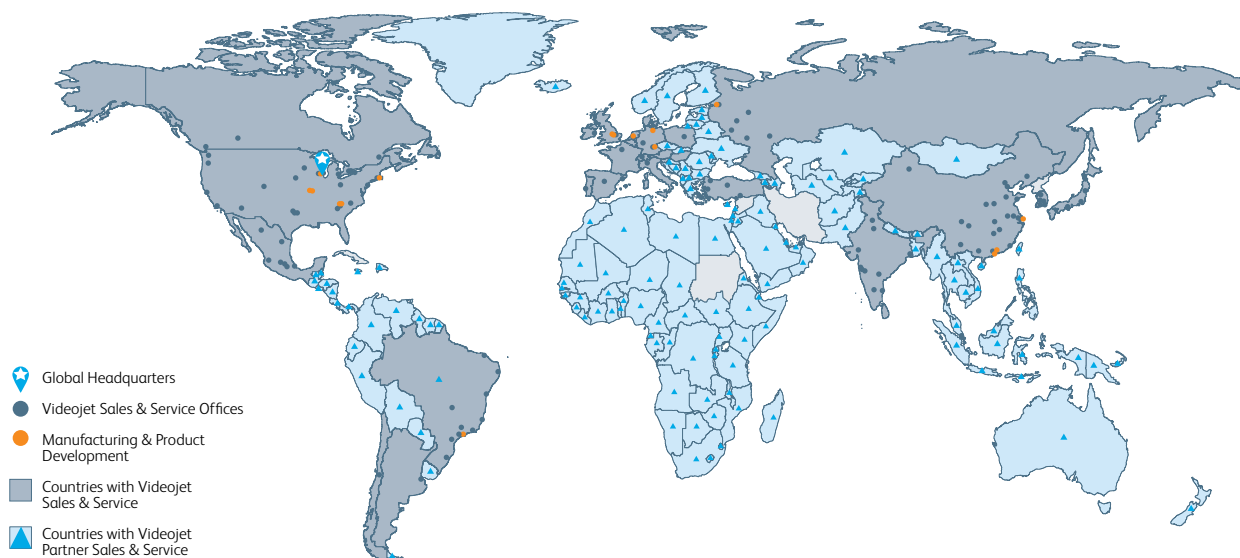 Global Headquarters
Videojet Sales & Service Offices
Manufacturing & Product
Development
Countries with Videojet
Sales & Service
Countries with Videojet
Partner Sales & Service